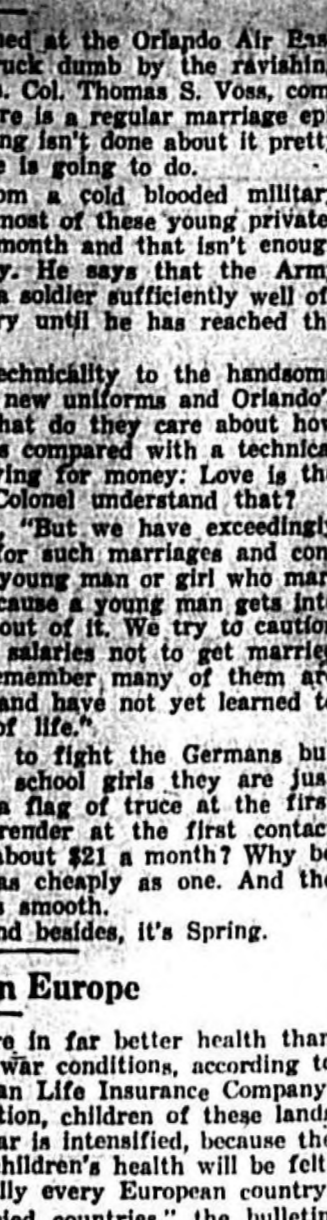 ned at the Orlando Air Bas
ruck dumb by the ravishin
. Col. Thomas S. Voss, com
re is a regular marriage ep
ng isn't done about it prett
e is going to do.
om a cold blooded militar
most of these young private
month and that isn't enoug
y. He says that the Arm
a soldier sufficiently well of
ry until he has reached th
echnicality to the handsom
new uniforms and Orlando'
hat do they care about how
s compared with a technica
ying for money: Love is th
Colonel understand that?
"But we have exceedingl
for such marriages and con
young man or girl who mar
cause a young man gets int
out of it. We try to caution
salaries not to get marrie
emember many of them ar
and have not yet learned t
of life."
to fight the Germans bu
school girls they are jus
a flag of truce at the firs
render at the first contac
about $21 a month? Why b
as cheaply as one. And the
s smooth.
nd besides, it's Spring.
n Europe
re in far better health than
war conditions, according to
an Life Insurance Company
tion, children of these land
ar is intensified, because th
children's health will be felt
lly every European country
pied countries," the bulletin